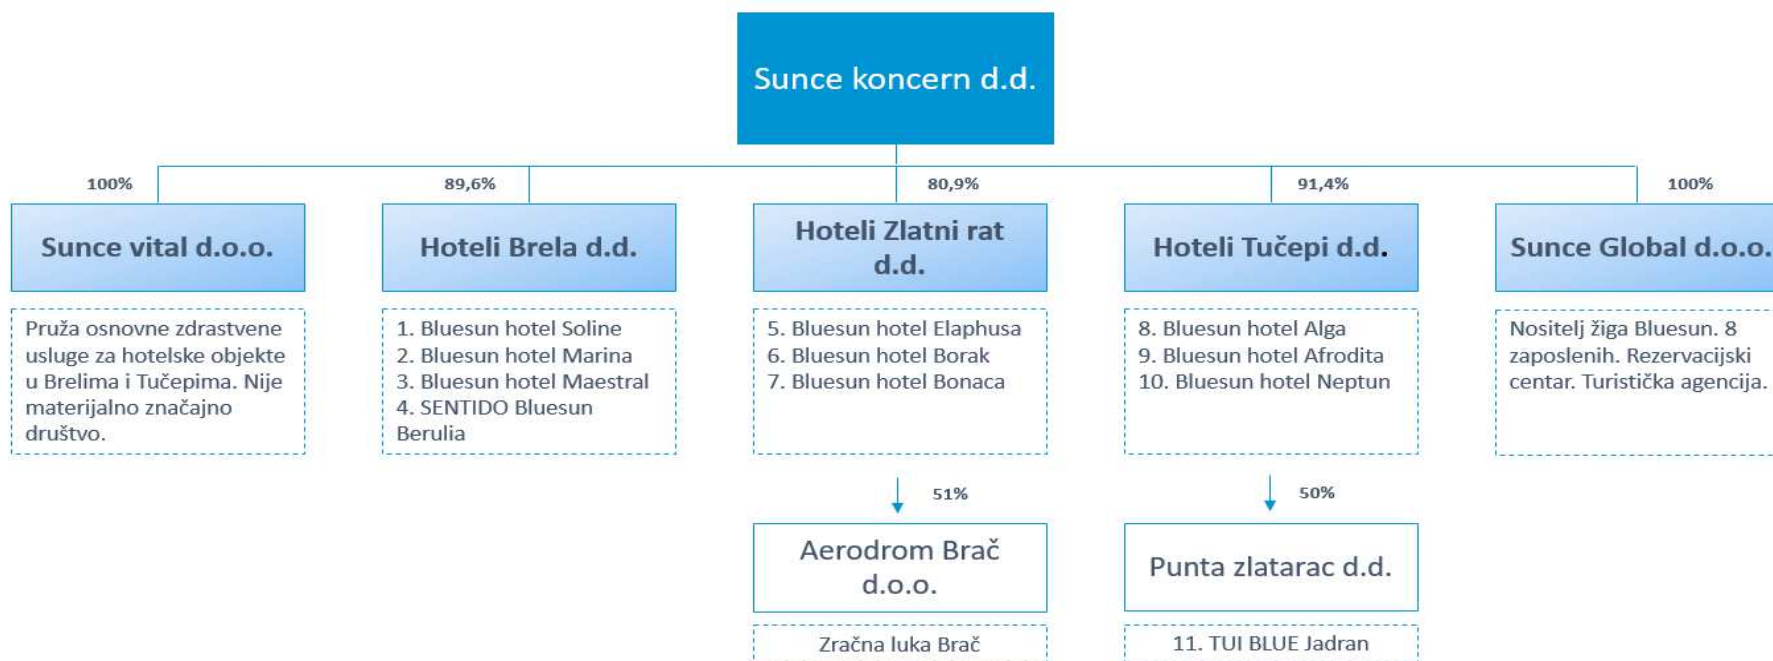 Sunce koncern d.d.
100%
89,6%
80,9%
91,4%
100%
Sunce vital d.o.o.
Hoteli Brela d.d.
Hoteli Zlatni rat
d.d.
Hoteli Tučepi d.d.
Sunce Global d.o.o.
Pruža osnovne zdrastvene
usluge za hotelske objekte
u Brelima i Tučepima. Nije
materijalno značajno
društvo.
1. Bluesun hotel Soline
2. Bluesun hotel Marina
3. Bluesun hotel Maestral
4. SENTIDO Bluesun
Berulia
5. Bluesun hotel Elaphusa
6. Bluesun hotel Borak
7. Bluesun hotel Bonaca
8. Bluesun hotel Alga
9. Bluesun hotel Afrodita
10. Bluesun hotel Neptun
Nositelj žiga Bluesun. 8
zaposlenih. Rezervacijski
centar. Turistička agencija.
51%
50%
Aerodrom Brač
d.o.o.
Punta zlatarac d.d.
Zračna luka Brač
11. TUI BLUE Jadran